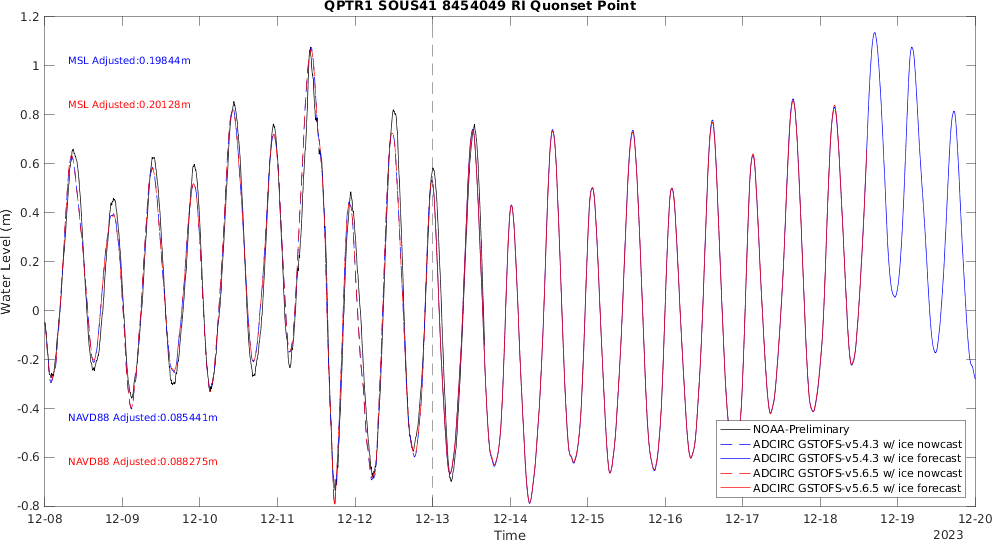 QPTR1 SOUS41 8454049 RI Quonset Point
1.2
1
0.8
0.6
0.4
0.2
0
-0.2
-0.4
-0.6
-0.8
Water Level (m)
MSL Adjusted:0.19844m
MSL Adjusted:0.20128m
NAVD88 Adjusted:0.085441m
NAVD88 Adjusted:0.088275m
NOAA-Preliminary
ADCIRC GSTOFS-v5.4.3 w/ ice nowcast
ADCIRC GSTOFS-v5.4.3 w/ ice forecast
ADCIRC GSTOFS-v5.6.5 w/ ice nowcast
ADCIRC GSTOFS-v5.6.5 w/ ice forecast
12-08 12-09 12-10 12-11 12-12 12-13 12-14 12-15 12-16 12-17 12-18 12-19 12-20
Time
2023